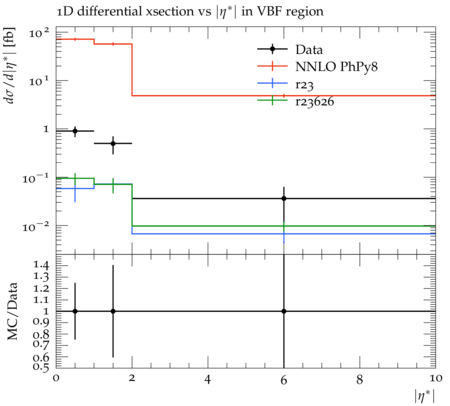 1D differential xsection vs |η*| in VBF region
dσ/d|η*| [fb]
10²
10¹
1
10⁻¹
10⁻²
Data
NNLO PhPy8
r23
r23626
MC/Data
1.4
1.3
1.2
1.1
1
0.9
0.8
0.7
0.6
0.5
0 2 4 6 8 10
|η*|